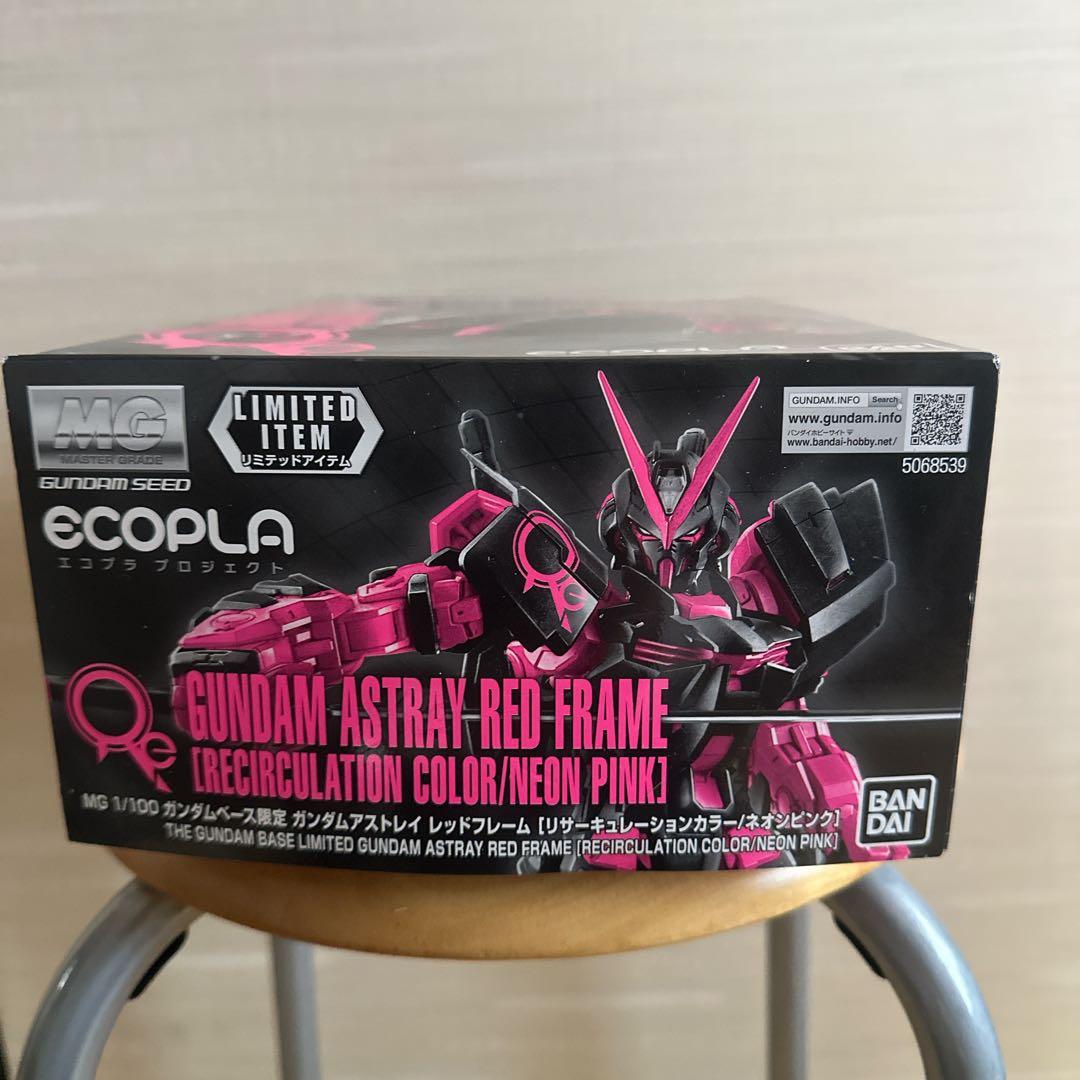 ECOPLA
MG
MASTER GRADE
GUNDAM SEED
LIMITED
ITEM
リミテッドアイテム
GUNDAM.INFO Search
www.gundam.info
バンダイホビーサイト
www.bandai-hobby.net/
5068539
ECOPLA
エコプラ プロジェクト
Re
GUNDAM ASTRAY RED FRAME
[RECIRCULATION COLOR/NEON PINK]
MG 1/100 ガンダムベース限定 ガンダムアストレイ レッドフレーム [リサーキュレーションカラー/ネオンピンク]
THE GUNDAM BASE LIMITED GUNDAM ASTRAY RED FRAME [RECIRCULATION COLOR/NEON PINK]
BAN
DAI